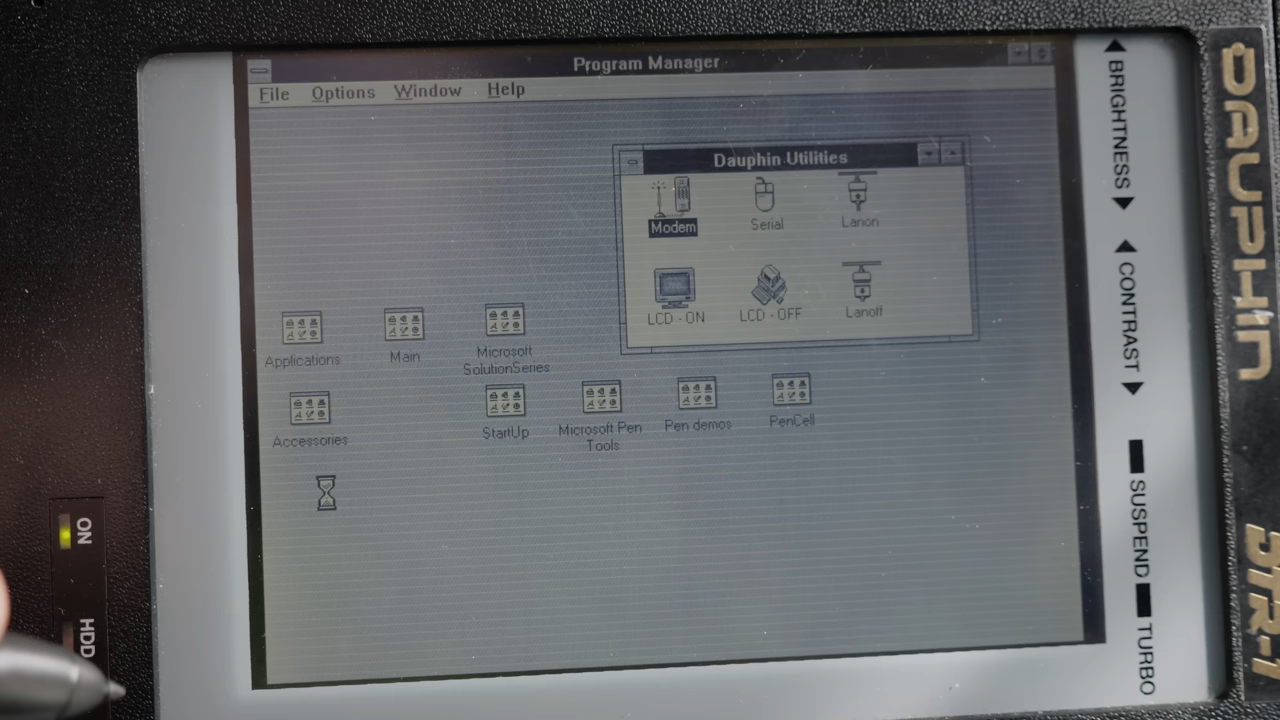 Program Manager
File Options Window Help
Dauphin Utilities
Modem Serial Lanon
LCD - ON LCD - OFF Lanoff
Applications Main Microsoft
SolutionSeries
Accessories StartUp Microsoft Pen
Tools Pen demos PenCell
BRIGHTNESS
CONTRAST
SUSPEND
TURBO
DAUPHIN
DTR-1
ON
HDD